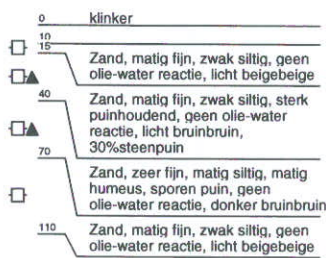 0 klinker
10
15
Zand, matig fijn, zwak siltig, geen
olie-water reactie, licht beigebeige
40
Zand, matig fijn, zwak siltig, sterk
puinhoudend, geen olie-water
reactie, licht bruinbruin,
30%steenpuin
70
Zand, zeer fijn, matig siltig, matig
humeus, sporen puin, geen
olie-water reactie, donker bruinbruin
110
Zand, matig fijn, zwak siltig, geen
olie-water reactie, licht beigebeige